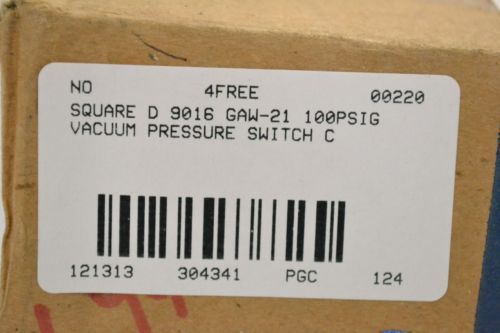 NO 4FREE 00220
SQUARE D 9016 GAW-21 100PSIG
VACUUM PRESSURE SWITCH C
121313 304341 PGC 124